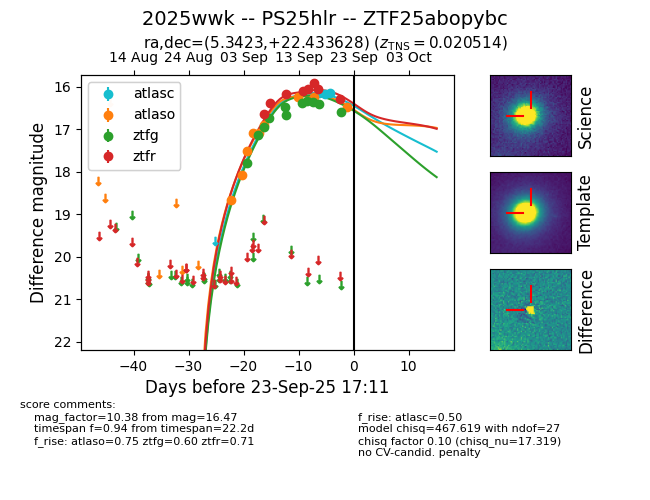 2025wwk -- PS25hlr -- ZTF25abopybc
ra,dec=(5.3423,+22.433628) (z_TNS = 0.020514)
14 Aug 24 Aug 03 Sep 13 Sep 23 Sep 03 Oct
atlasc
atlaso
ztfg
ztfr
16
17
18
19
20
21
22
Difference magnitude
−40 −30 −20 −10 0 10
Days before 23-Sep-25 17:11
Science
Template
Difference
score comments:
mag_factor=10.38 from mag=16.47
timespan f=0.94 from timespan=22.2d
f_rise: atlaso=0.75 ztfg=0.60 ztfr=0.71
f_rise: atlasc=0.50
model chisq=467.619 with ndof=27
chisq factor 0.10 (chisq_nu=17.319)
no CV-candid. penalty